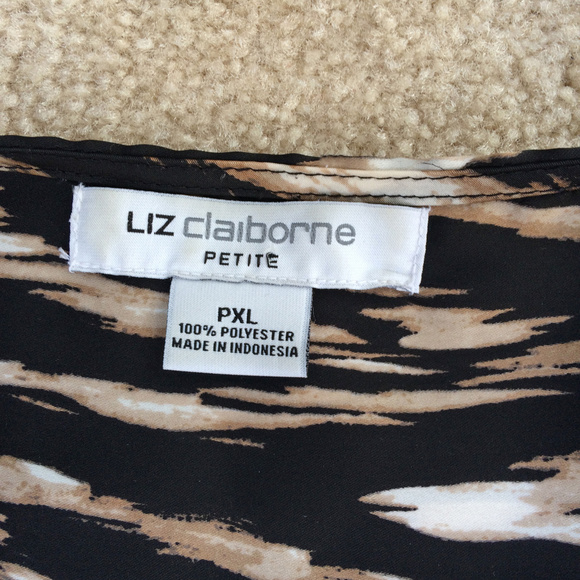 LIZ claiborne
PETITE
PXL
100% POLYESTER
MADE IN INDONESIA